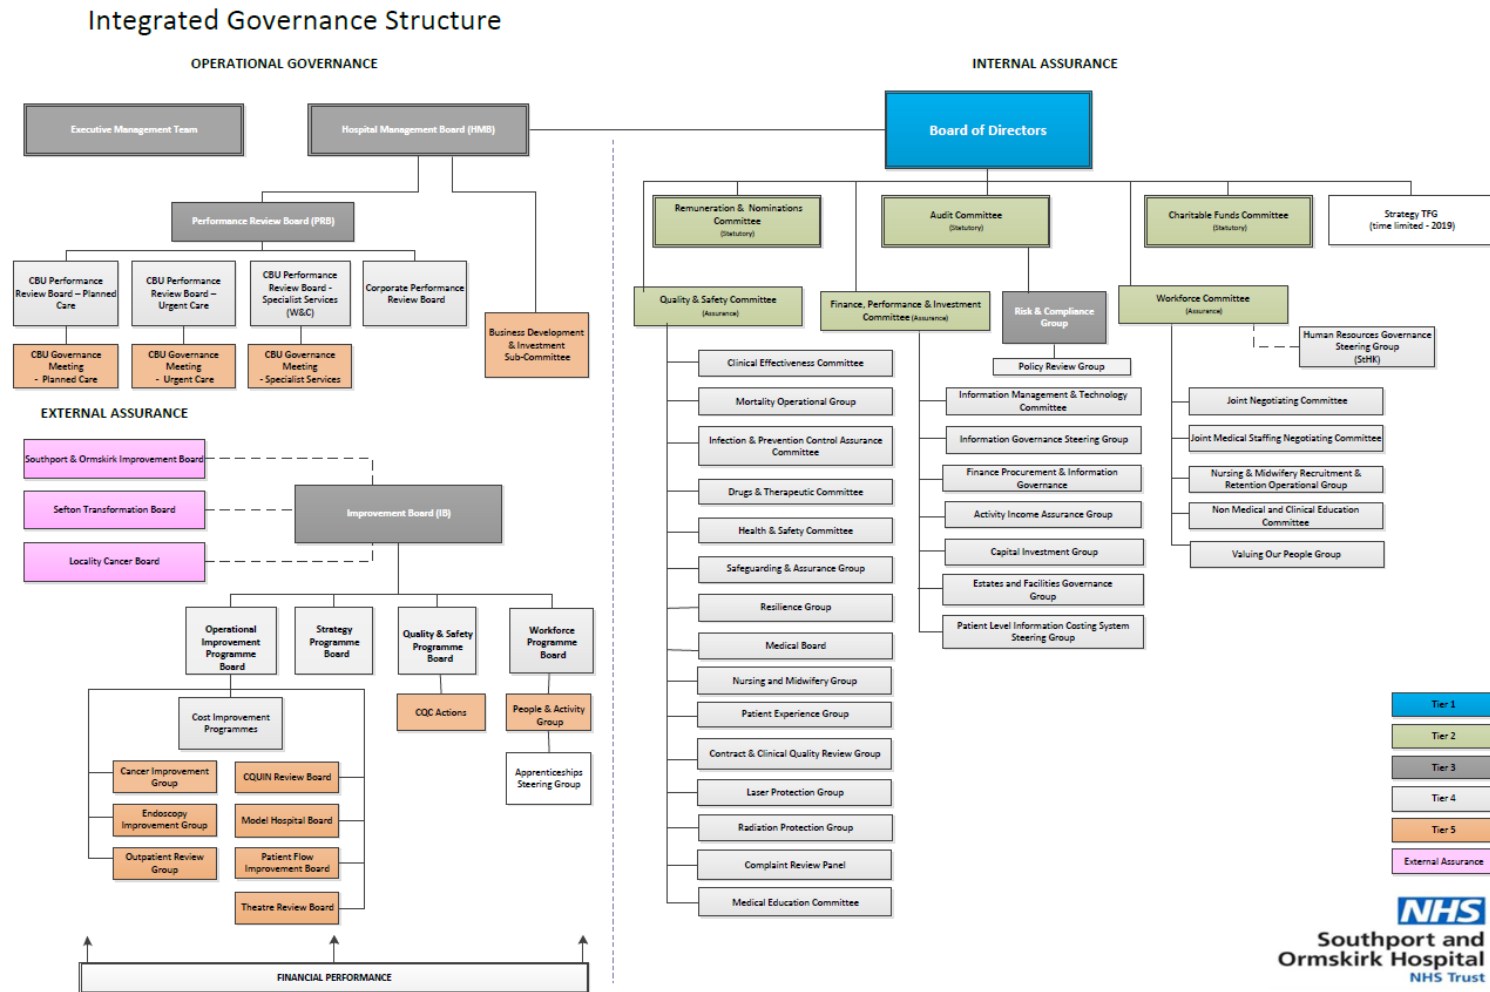 Integrated Governance Structure
OPERATIONAL GOVERNANCE
INTERNAL ASSURANCE
Executive Management Team
Hospital Management Board (HMB)
Board of Directors
Performance Review Board (PRB)
Remuneration & Nominations
Committee
(Statutory)
Audit Committee
(Statutory)
Charitable Funds Committee
(Statutory)
Strategy TFG
(time limited - 2019)
CBU Performance
Review Board – Planned
Care
CBU Performance
Review Board –
Urgent Care
CBU Performance
Review Board -
Specialist Services
(W&C)
Corporate Performance
Review Board
Business Development
& Investment
Sub-Committee
CBU Governance
Meeting
- Planned Care
CBU Governance
Meeting
- Urgent Care
CBU Governance
Meeting
- Specialist Services
Quality & Safety Committee
(Assurance)
Finance, Performance & Investment
Committee (Assurance)
Risk & Compliance
Group
Policy Review Group
Workforce Committee
(Assurance)
Human Resources Governance
Steering Group
(StHK)
Clinical Effectiveness Committee
Mortality Operational Group
Infection & Prevention Control Assurance
Committee
Drugs & Therapeutic Committee
Health & Safety Committee
Safeguarding & Assurance Group
Resilience Group
Medical Board
Nursing and Midwifery Group
Patient Experience Group
Contract & Clinical Quality Review Group
Laser Protection Group
Radiation Protection Group
Complaint Review Panel
Medical Education Committee
Information Management & Technology
Committee
Information Governance Steering Group
Finance Procurement & Information
Governance
Activity Income Assurance Group
Capital Investment Group
Estates and Facilities Governance
Group
Patient Level Information Costing System
Steering Group
Joint Negotiating Committee
Joint Medical Staffing Negotiating Committee
Nursing & Midwifery Recruitment &
Retention Operational Group
Non Medical and Clinical Education
Committee
Valuing Our People Group
EXTERNAL ASSURANCE
Southport & Ormskirk Improvement Board
Sefton Transformation Board
Locality Cancer Board
Improvement Board (IB)
Operational
Improvement
Programme
Board
Strategy
Programme
Board
Quality & Safety
Programme
Board
Workforce
Programme
Board
Cost Improvement
Programmes
CQC Actions
People & Activity
Group
Apprenticeships
Steering Group
Cancer Improvement
Group
Endoscopy
Improvement Group
Outpatient Review
Group
CQUIN Review Board
Model Hospital Board
Patient Flow
Improvement Board
Theatre Review Board
FINANCIAL PERFORMANCE
Tier 1
Tier 2
Tier 3
Tier 4
Tier 5
External Assurance
NHS
Southport and
Ormskirk Hospital
NHS Trust